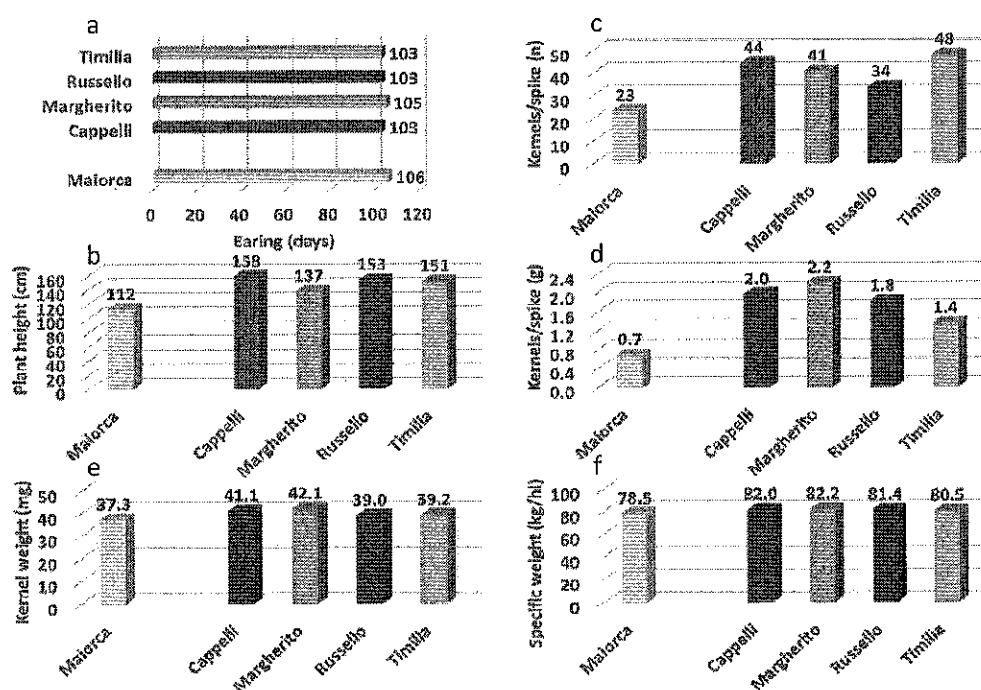 a
Timilia 103
Russello 103
Margherito 105
Cappelli 103
Maiorca 106
0 20 40 60 80 100 120
Earing (days)
b
Plant height (cm)
160
140
120
100
80
60
40
20
0
112 158 137 153 151
Maiorca Cappelli Margherito Russello Timilia
c
Kernels/spike (n)
50
40
30
20
10
0
23 44 41 34 48
Maiorca Cappelli Margherito Russello Timilia
d
Kernels/spike (g)
2.4
2.0
1.6
1.2
0.8
0.4
0.0
0.7 2.0 2.2 1.8 1.4
Maiorca Cappelli Margherito Russello Timilia
e
Kernel weight (mg)
50
40
30
20
10
0
37.3 41.1 42.1 39.0 39.2
Maiorca Cappelli Margherito Russello Timilia
f
Specific weight (kg/hl)
100
80
60
40
20
0
78.5 82.0 82.2 81.4 80.5
Maiorca Cappelli Margherito Russello Timilia